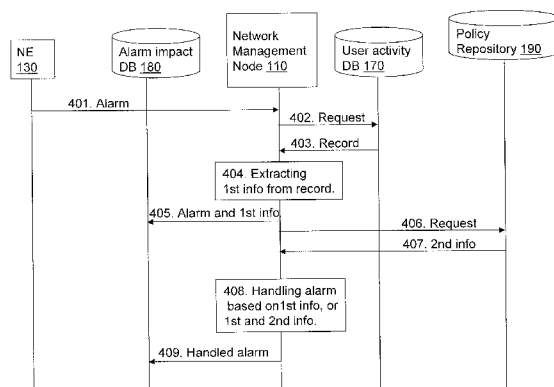 NE
130
Alarm impact
DB 180
Network
Management
Node 110
User activity
DB 170
Policy
Repository 190
401. Alarm
402. Request
403. Record
404. Extracting
1st info from record.
405. Alarm and 1st info
406. Request
407. 2nd info
408. Handling alarm
based on1st info, or
1st and 2nd info.
409. Handled alarm